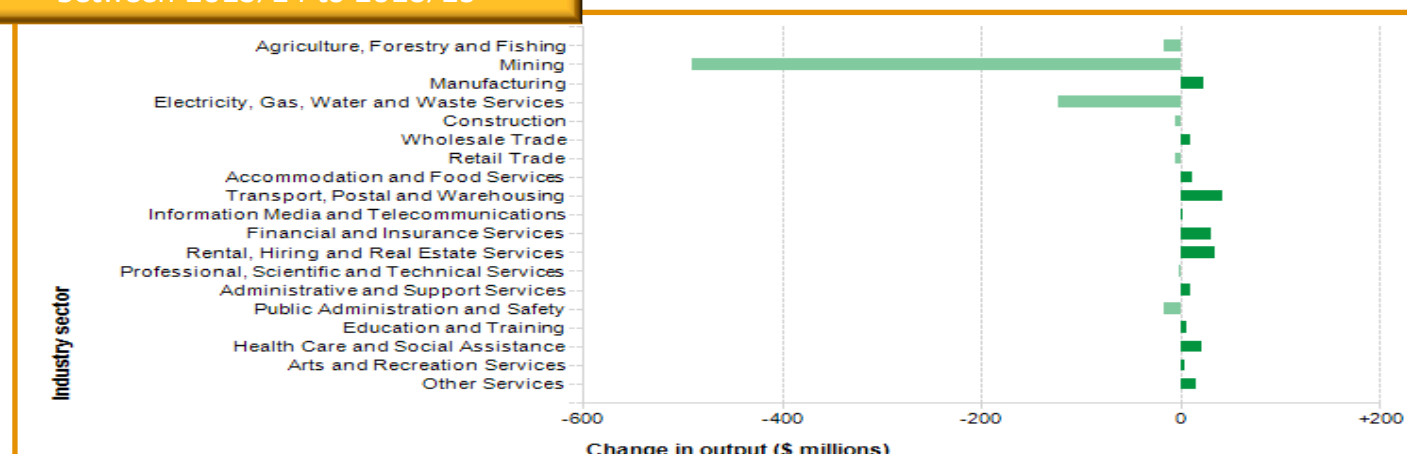 between to
Agriculture, Forestry and Fishing
Mining
Manufacturing
Electricity, Gas, Water and Waste Services
Construction
Wholesale Trade
Retail Trade
Accommodation and Food Services
Transport, Postal and Warehousing
Information Media and Telecommunications
Financial and Insurance Services
Rental, Hiring and Real Estate Services
Professional, Scientific and Technical Services
Administrative and Support Services
Public Administration and Safety
Education and Training
Health Care and Social Assistance
Arts and Recreation Services
Other Services
Industry sector
-600 -400 -200 0 +200
Change in output ($ millions)